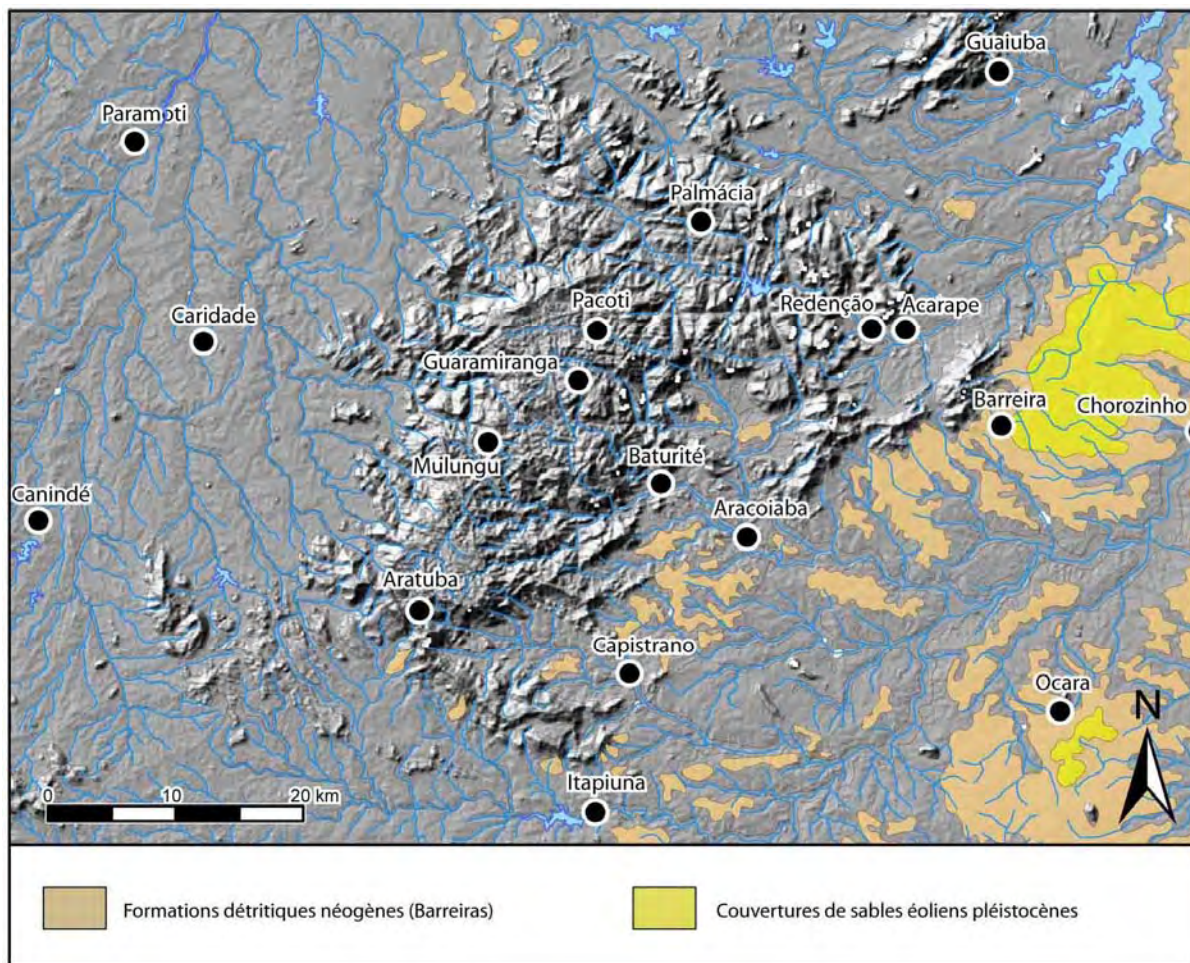 Guaiuba
Paramoti
Palmácia
Pacoti
Redenção
Acarape
Caridade
Guaramiranga
Barreira
Chorozinho
Mulungu
Baturité
Canindé
Aracoiaba
Aratuba
Capistrano
Ocara
N
Itapiuna
0 10 20 km
Formations détritiques néogènes (Barreiras)
Couvertures de sables éoliens pléistocènes